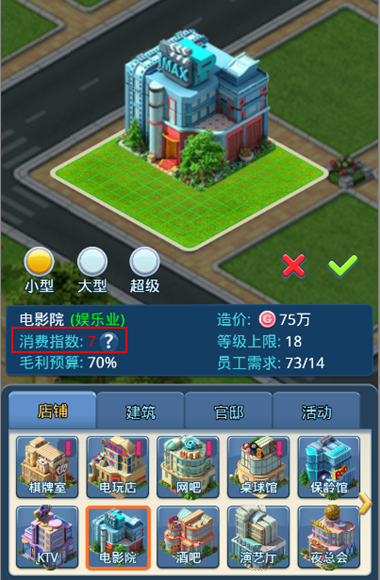 MAX
小型 大型 超级
电影院 (娱乐业) 造价: G 75万
消费指数: 7 ? 等级上限: 18
毛利预算: 70% 员工需求: 73/14
店铺 建筑 官邸 活动
棋牌室 电玩店 网吧 桌球馆 保龄馆
KTV 电影院 酒吧 演艺厅 夜总会